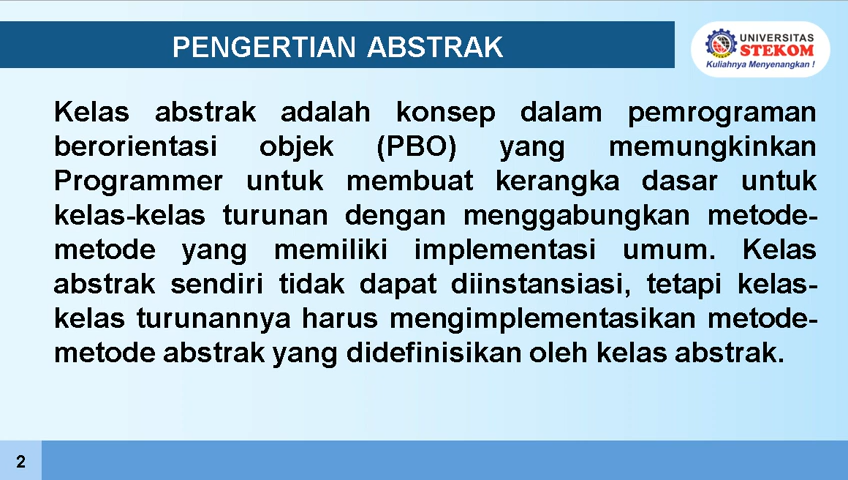 PENGERTIAN ABSTRAK
UNIVERSITAS
STEKOM
Kuliahnya Menyenangkan !
Kelas abstrak adalah konsep dalam pemrograman
berorientasi objek (PBO) yang memungkinkan
Programmer untuk membuat kerangka dasar untuk
kelas-kelas turunan dengan menggabungkan metode-
metode yang memiliki implementasi umum. Kelas
abstrak sendiri tidak dapat diinstansiasi, tetapi kelas-
kelas turunannya harus mengimplementasikan metode-
metode abstrak yang didefinisikan oleh kelas abstrak.
2